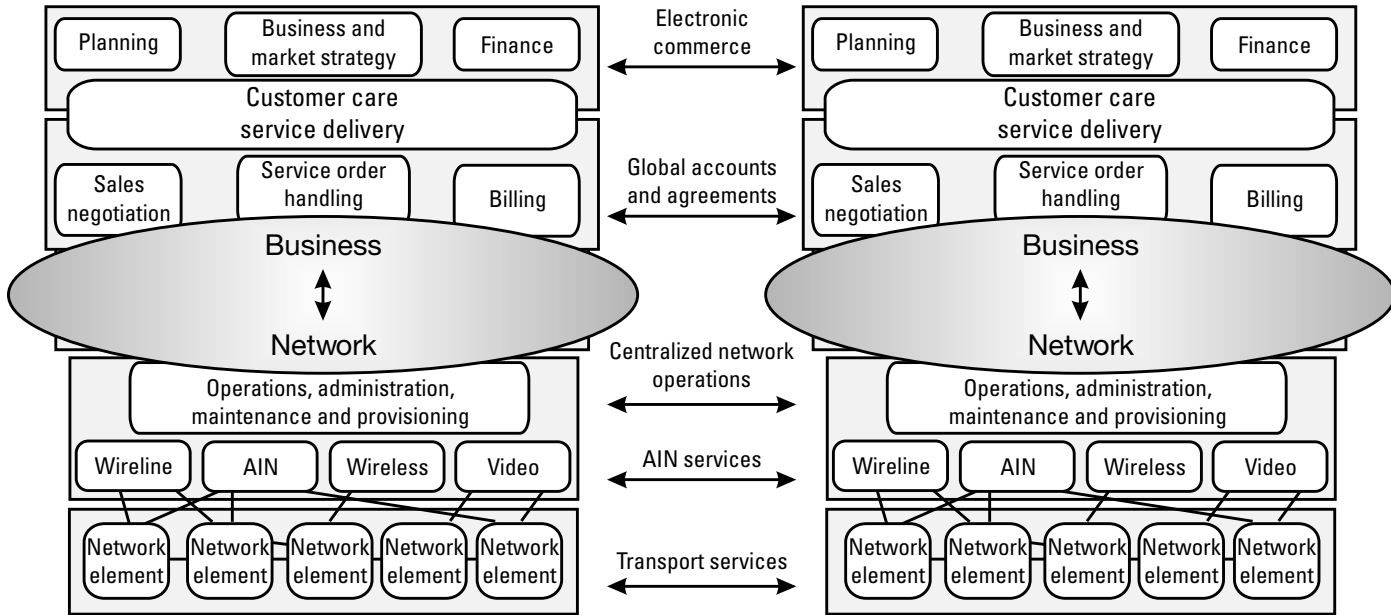 Planning
Business and
market strategy
Finance
Customer care
service delivery
Sales
negotiation
Service order
handling
Billing
Business
Network
Operations, administration,
maintenance and provisioning
Wireline
AIN
Wireless
Video
Network
element
Network
element
Network
element
Network
element
Network
element
Electronic
commerce
Global accounts
and agreements
Centralized network
operations
AIN services
Transport services
Planning
Business and
market strategy
Finance
Customer care
service delivery
Sales
negotiation
Service order
handling
Billing
Business
Network
Operations, administration,
maintenance and provisioning
Wireline
AIN
Wireless
Video
Network
element
Network
element
Network
element
Network
element
Network
element